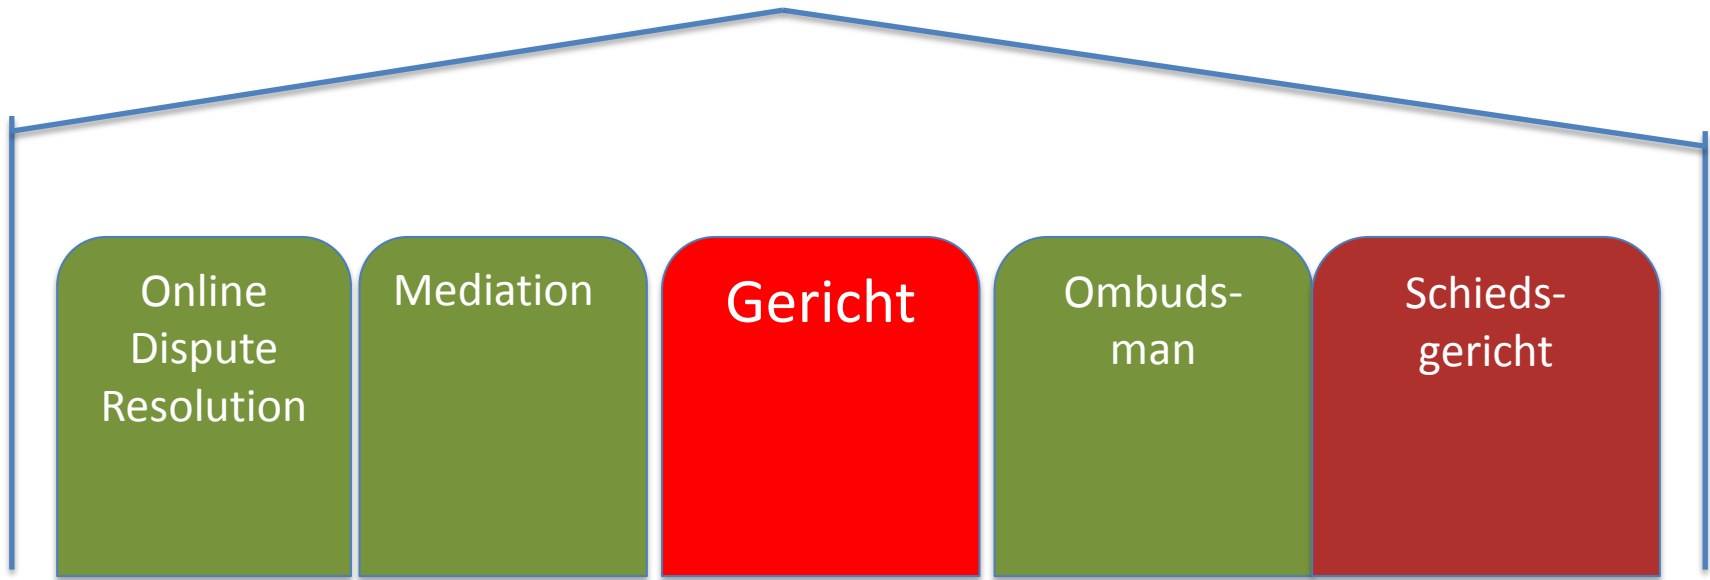 Online
Dispute
Resolution
Mediation
Gericht
Ombuds-
man
Schieds-
gericht